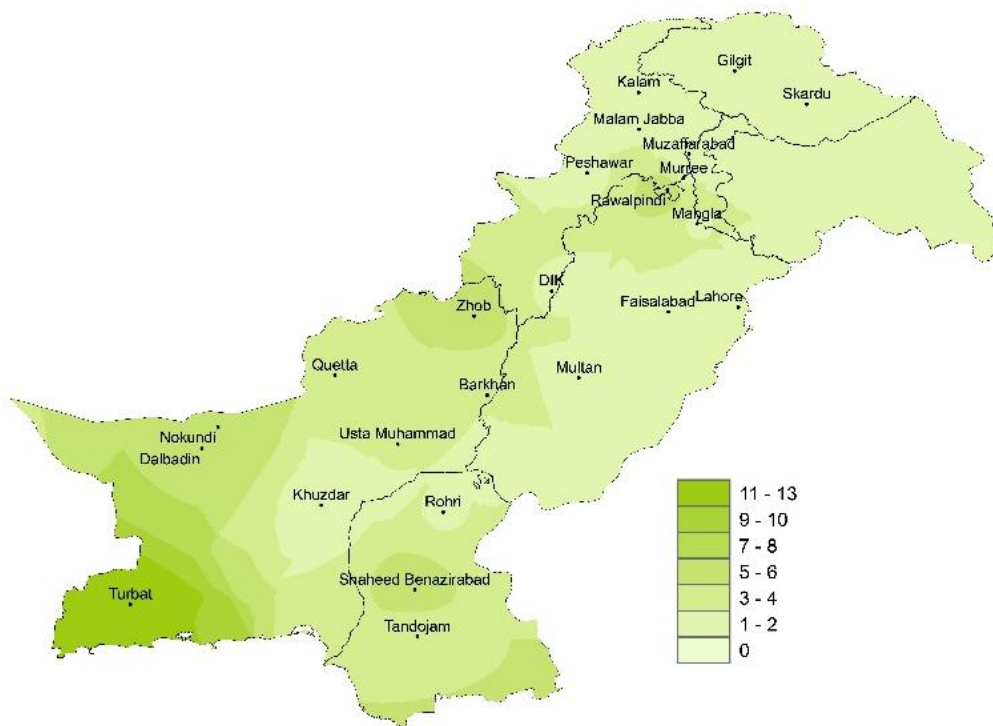 Gilgit
Kalam
Skardu
Malam Jabba
Muzaffarabad
Peshawar
Murree
Rawalpindi
Mangla
DIK
Zhob
Faisalabad
Lahore
Quetta
Multan
Barkhan
Nokundi
Usta Muhammad
Dalbadin
Khuzdar
Rohri
Shaheed Benazirabad
Turbat
Tandojam
11 - 13
9 - 10
7 - 8
5 - 6
3 - 4
1 - 2
0